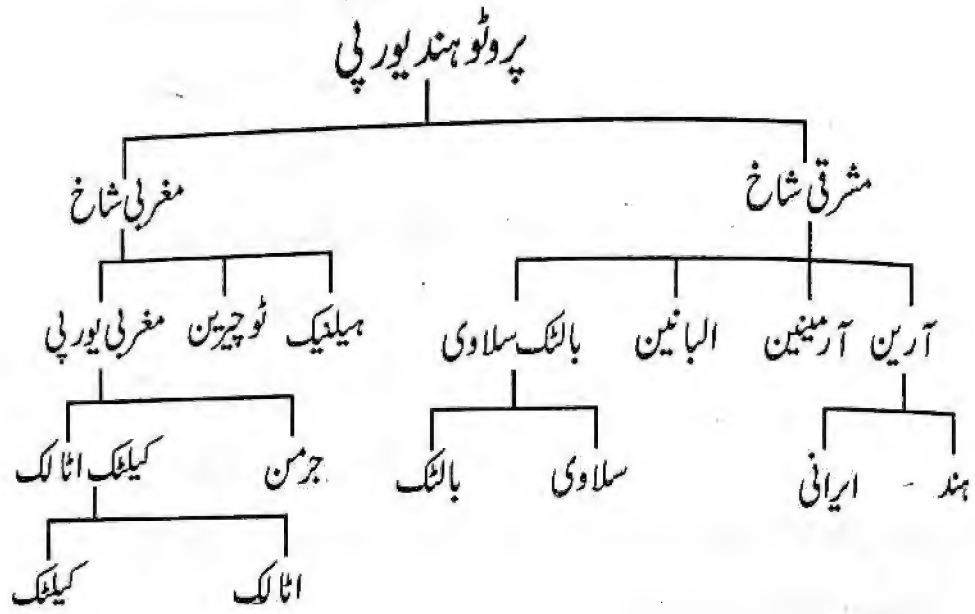 پروٹو ہند یورپی
مشرقی شاخ مغربی شاخ
آرین آرمینین البانین بالٹک سلاوی ہیلنیک ٹوچیرین مغربی یورپی
ہند - ایرانی سلاوی بالٹک جرمن کیلٹک اٹالک
اٹالک کیلٹک